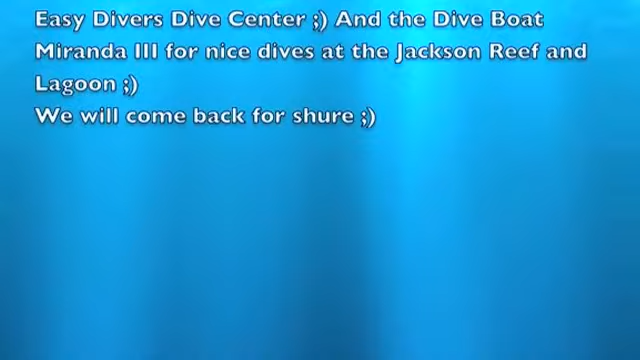 Easy Divers Dive Center ;) And the Dive Boat
Miranda III for nice dives at the Jackson Reef and
Lagoon ;)
We will come back for shure ;)